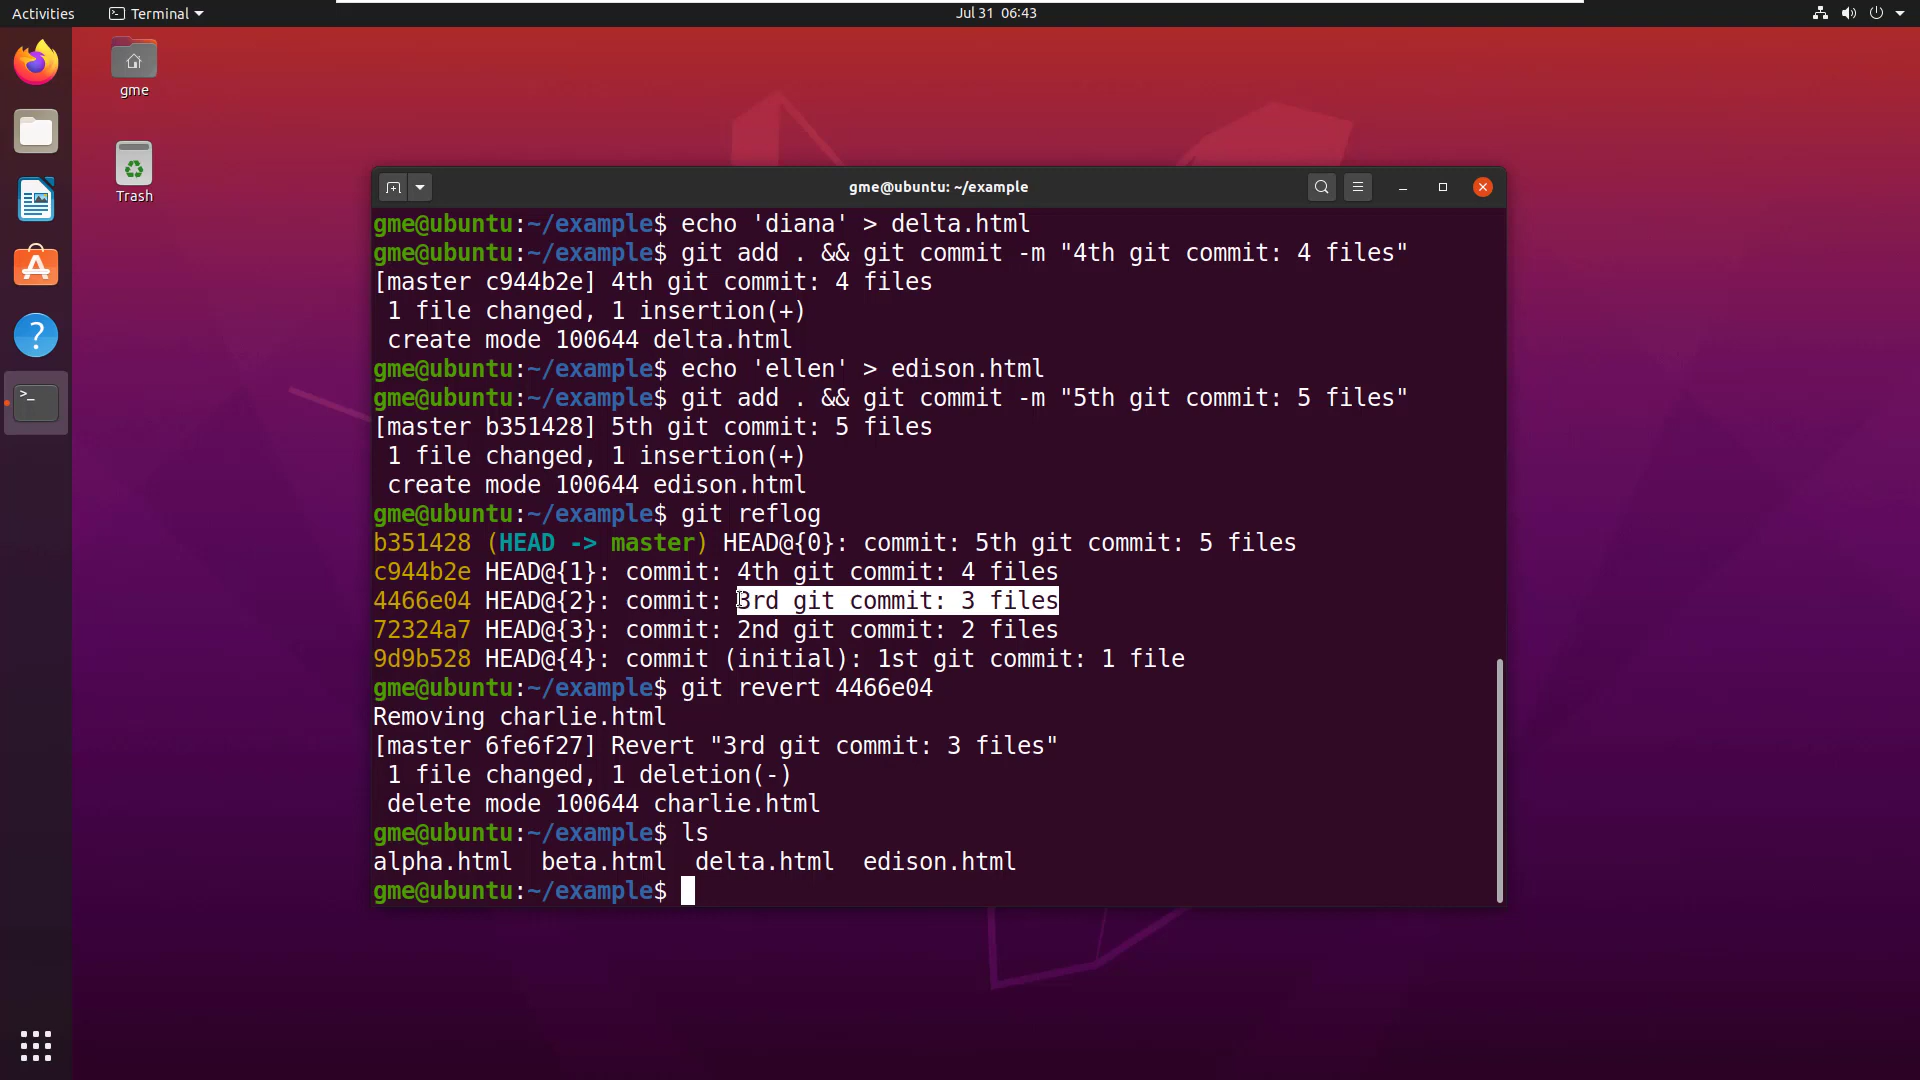 Activities
Terminal
Jul 31 06:43
gme
Trash
gme@ubuntu: ~/example
gme@ubuntu:~/example$ echo 'diana' > delta.html
gme@ubuntu:~/example$ git add . && git commit -m "4th git commit: 4 files"
[master c944b2e] 4th git commit: 4 files
 1 file changed, 1 insertion(+)
 create mode 100644 delta.html
gme@ubuntu:~/example$ echo 'ellen' > edison.html
gme@ubuntu:~/example$ git add . && git commit -m "5th git commit: 5 files"
[master b351428] 5th git commit: 5 files
 1 file changed, 1 insertion(+)
 create mode 100644 edison.html
gme@ubuntu:~/example$ git reflog
b351428 (HEAD -> master) HEAD@{0}: commit: 5th git commit: 5 files
c944b2e HEAD@{1}: commit: 4th git commit: 4 files
4466e04 HEAD@{2}: commit: 3rd git commit: 3 files
72324a7 HEAD@{3}: commit: 2nd git commit: 2 files
9d9b528 HEAD@{4}: commit (initial): 1st git commit: 1 file
gme@ubuntu:~/example$ git revert 4466e04
Removing charlie.html
[master 6fe6f27] Revert "3rd git commit: 3 files"
 1 file changed, 1 deletion(-)
 delete mode 100644 charlie.html
gme@ubuntu:~/example$ ls
alpha.html  beta.html  delta.html  edison.html
gme@ubuntu:~/example$